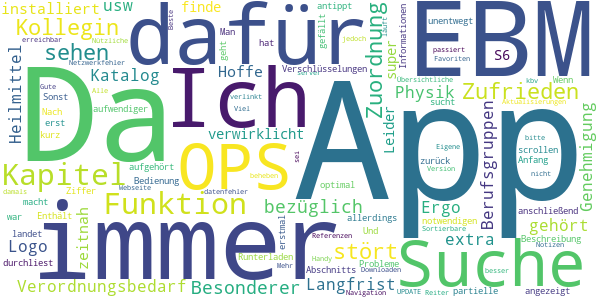 installiert usw finde dafür antippt Beste Nützliche jedoch läuft EBM
Kollegin Man gefällt Informationen unentwegt passiert S6
erreichbar geht hat Favoriten
sehen Netzwerkfehler Verschlüsselungen Zuordnung super
Heilmittel Gute Alle Katalog Hoffe server Übersichtliche kbv Wenn
Da Ich App Physik Zufrieden Aktualisierungen
Sonst aufwendiger verlinkt sucht
Nach erst Viel verwirklicht Leider Berufsgruppen bitte Genehmigung
kurz aufgehört OPS Eigene scrollen
Kapitel Bedienung sei zurück Anfang
damals Ziffer beheben Version nicht
macht Webseite datenfehler optimal
Enthält Funktion bezüglich Ergo notwendigen anschließend
war zeitnah immer allerdings Sortierbare gehört
landet erstmal Und extra Beschreibung
Logo stört Suche Notizen
durchliest Runterladen Referenzen Probleme
Mehr Handy Abschnitts Downloaden besser
Verordnungsbedarf Besonderer Langfrist Navigation UPDATE Reiter partielle angezeigt